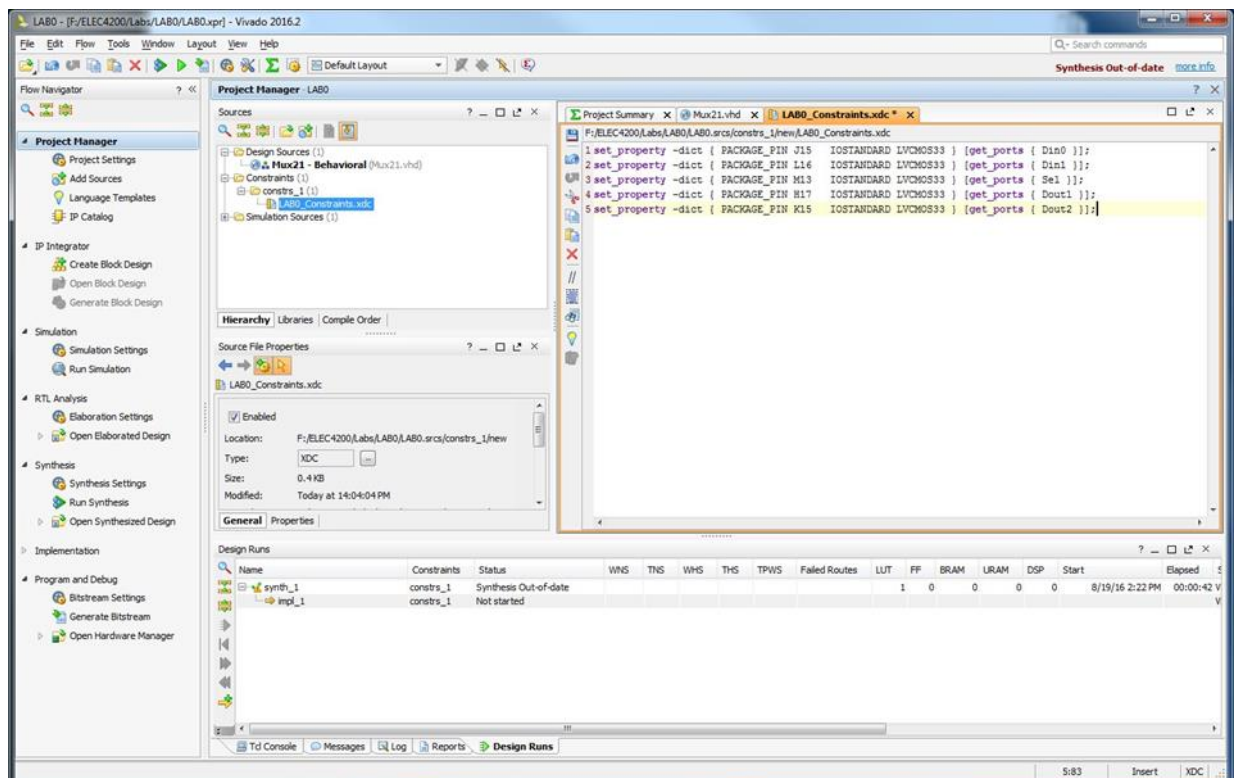 LAB0 - [F:/ELEC4200/Labs/LAB0/LAB0.xpr] - Vivado 2016.2
File Edit Flow Tools Window Layout View Help
Search commands
Default Layout
Synthesis Out-of-date more info
Flow Navigator
Project Manager
Project Settings
Add Sources
Language Templates
IP Catalog
IP Integrator
Create Block Design
Open Block Design
Generate Block Design
Simulation
Simulation Settings
Run Simulation
RTL Analysis
Elaboration Settings
Open Elaborated Design
Synthesis
Synthesis Settings
Run Synthesis
Open Synthesized Design
Implementation
Program and Debug
Bitstream Settings
Generate Bitstream
Open Hardware Manager
Project Manager - LAB0
Sources
Design Sources (1)
Mux21 - Behavioral (Mux21.vhd)
Constraints (1)
constrs_1 (1)
LAB0_Constraints.xdc
Simulation Sources (1)
Hierarchy Libraries Compile Order
Source File Properties
LAB0_Constraints.xdc
Enabled
Location: F:/ELEC4200/Labs/LAB0/LAB0.srcs/constrs_1/new
Type: XDC
Size: 0.4 KB
Modified: Today at 14:04:04 PM
General Properties
Project Summary Mux21.vhd LAB0_Constraints.xdc *
F:/ELEC4200/Labs/LAB0/LAB0.srcs/constrs_1/new/LAB0_Constraints.xdc
1 set_property -dict { PACKAGE_PIN J15 IOSTANDARD LVCMOS33 } [get_ports { Din0 }];
2 set_property -dict { PACKAGE_PIN L16 IOSTANDARD LVCMOS33 } [get_ports { Din1 }];
3 set_property -dict { PACKAGE_PIN M13 IOSTANDARD LVCMOS33 } [get_ports { Sel }];
4 set_property -dict { PACKAGE_PIN H17 IOSTANDARD LVCMOS33 } [get_ports { Dout1 }];
5 set_property -dict { PACKAGE_PIN K15 IOSTANDARD LVCMOS33 } [get_ports { Dout2 }];
Design Runs
Name Constraints Status WNS TNS WHS THS TPWS Failed Routes LUT FF BRAM URAM DSP Start Elapsed
synth_1 constrs_1 Synthesis Out-of-date 1 0 0 0 0 8/19/16 2:22 PM 00:00:42
impl_1 constrs_1 Not started
Tcl Console Messages Log Reports Design Runs
5:83 Insert XDC